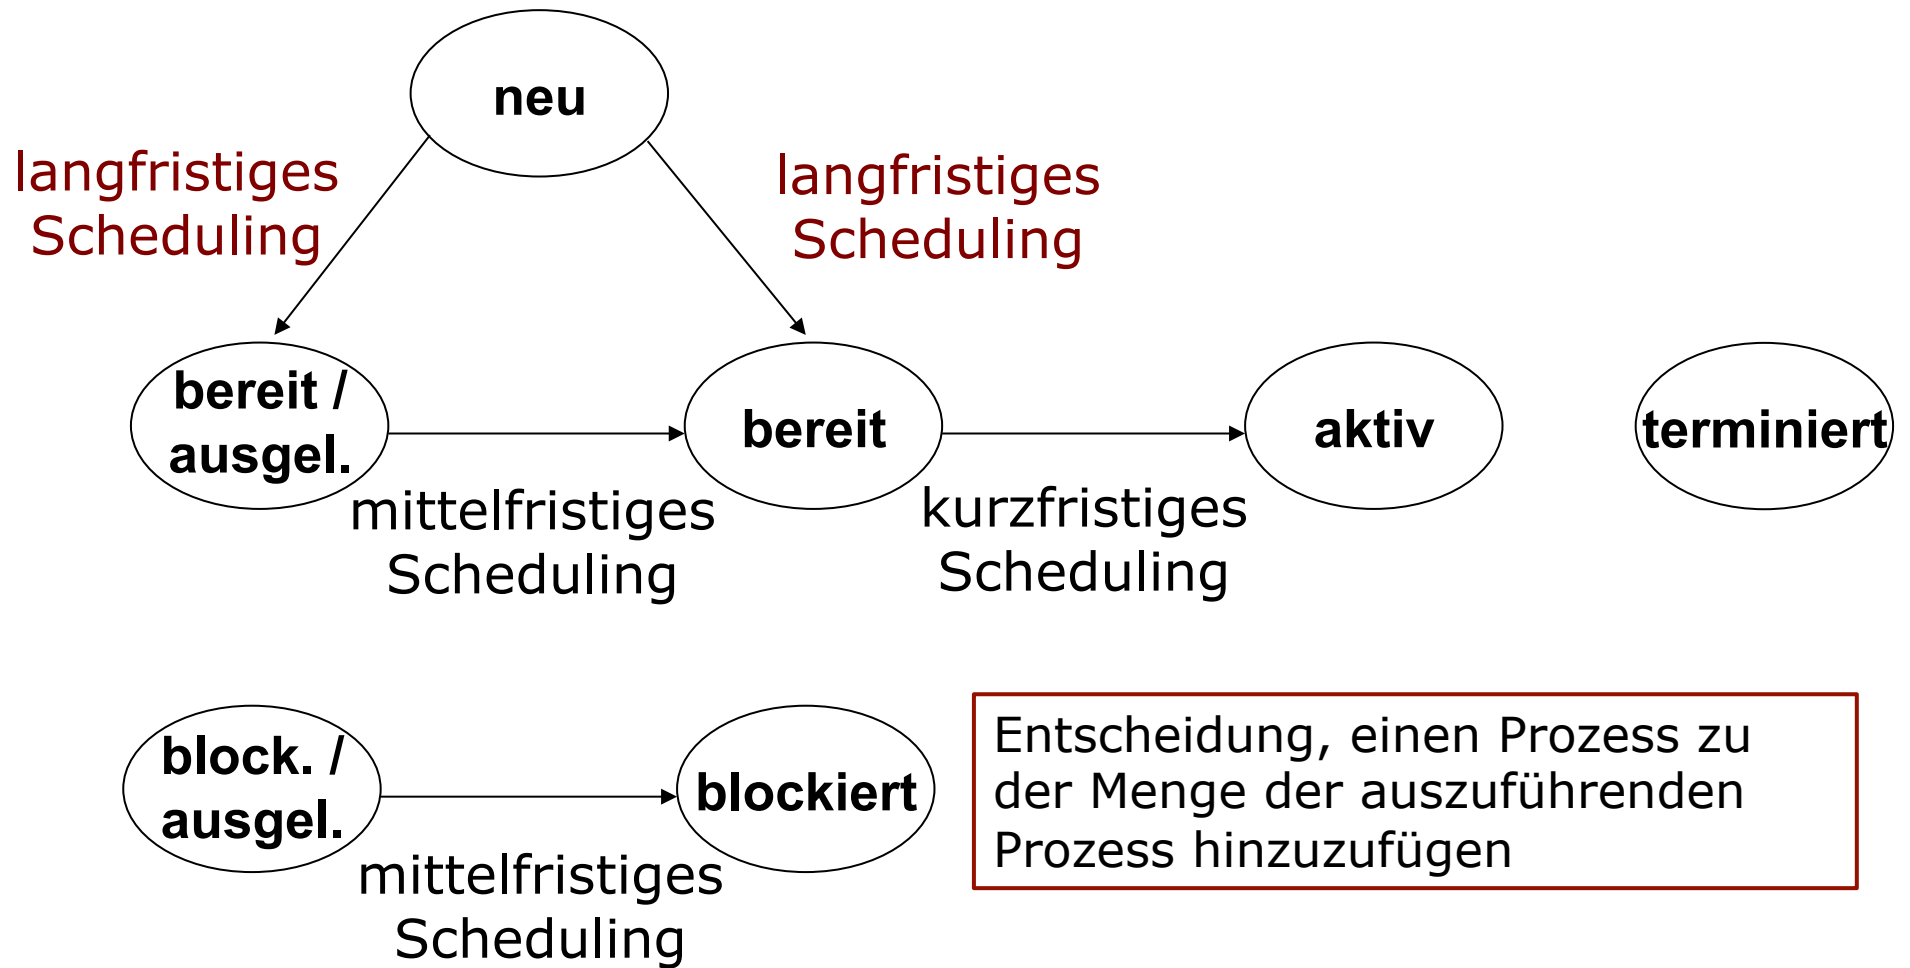 neu
langfristiges
Scheduling
langfristiges
Scheduling
bereit /
ausgel.
bereit
aktiv
terminiert
mittelfristiges
Scheduling
kurzfristiges
Scheduling
block. /
ausgel.
blockiert
mittelfristiges
Scheduling
Entscheidung, einen Prozess zu
der Menge der auszuführenden
Prozess hinzuzufügen